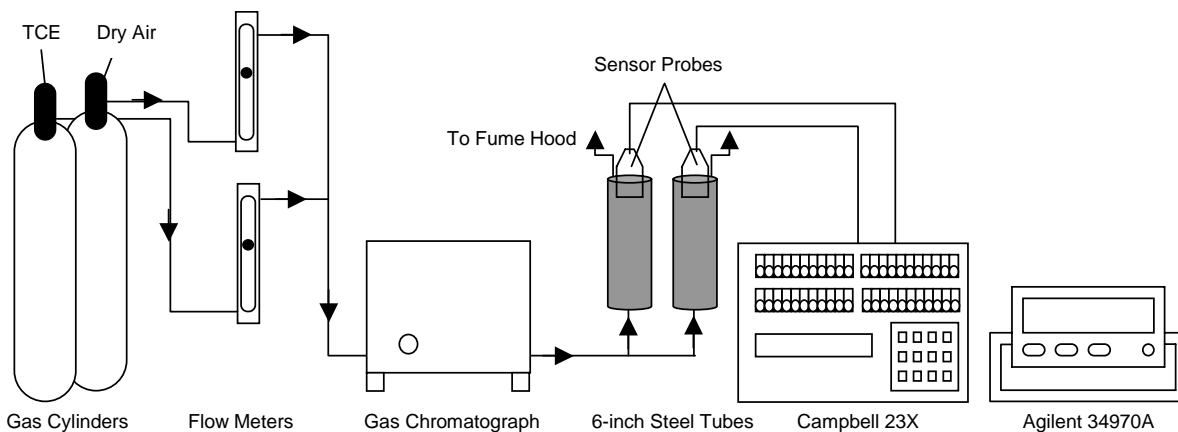 TCE
Dry Air
Sensor Probes
To Fume Hood
Gas Cylinders
Flow Meters
Gas Chromatograph
6-inch Steel Tubes
Campbell 23X
Agilent 34970A